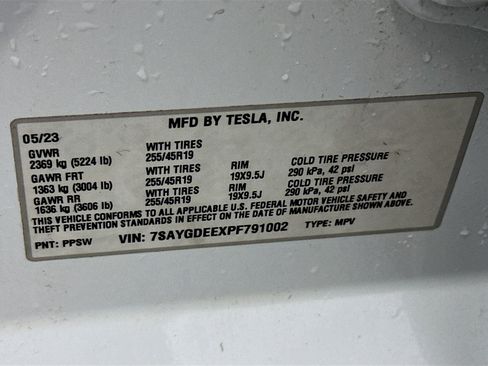 MFD BY TESLA, INC.
05/23
GVWR WITH TIRES
2369 kg (5224 lb) 255/45R19 RIM COLD TIRE PRESSURE
GAWR FRT WITH TIRES 19X9.5J 290 kPa, 42 psi
1363 kg (3004 lb) 255/45R19 RIM COLD TIRE PRESSURE
GAWR RR WITH TIRES 19X9.5J 290 kPa, 42 psi
1636 kg (3606 lb) 255/45R19
THIS VEHICLE CONFORMS TO ALL APPLICABLE U.S. FEDERAL MOTOR VEHICLE SAFETY AND
THEFT PREVENTION STANDARDS IN EFFECT ON THE DATE OF MANUFACTURE SHOWN ABOVE.
PNT: PPSW VIN: 7SAYGDEEXPF791002 TYPE: MPV